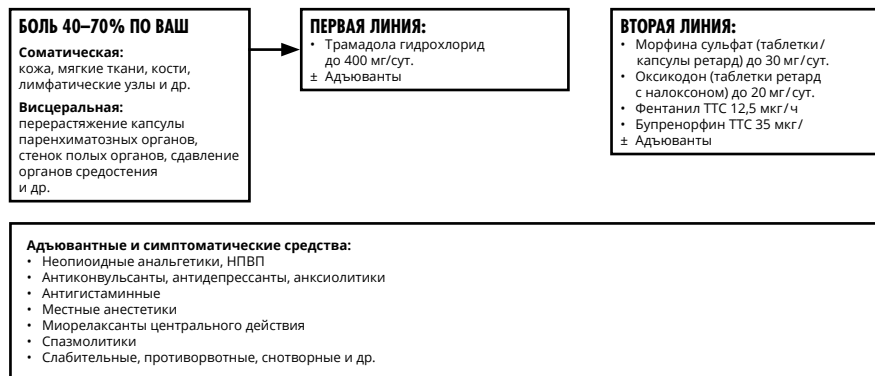 БОЛЬ 40–70% ПО ВАШ
Соматическая:
кожа, мягкие ткани, кости,
лимфатические узлы и др.
Висцеральная:
перерастяжение капсулы
паренхиматозных органов,
стенок полых органов, сдавление
органов средостения
и др.
ПЕРВАЯ ЛИНИЯ:
• Трамадола гидрохлорид
до 400 мг/сут.
± Адъюванты
ВТОРАЯ ЛИНИЯ:
• Морфина сульфат (таблетки/
капсулы ретард) до 30 мг/сут.
• Оксикодон (таблетки ретард
с налоксоном) до 20 мг/сут.
• Фентанил ТТС 12,5 мкг/ч
• Бупренорфин ТТС 35 мкг/
± Адъюванты
Адъювантные и симптоматические средства:
• Неопиоидные анальгетики, НПВП
• Антиконвульсанты, антидепрессанты, анксиолитики
• Антигистаминные
• Местные анестетики
• Миорелаксанты центрального действия
• Спазмолитики
• Слабительные, противорвотные, снотворные и др.